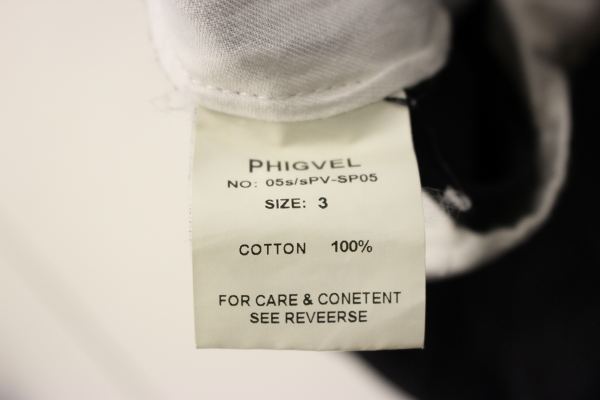 PHIGVEL
NO: 05s/sPV-SP05
SIZE: 3
COTTON 100%
FOR CARE & CONETENT
SEE REVEERSE